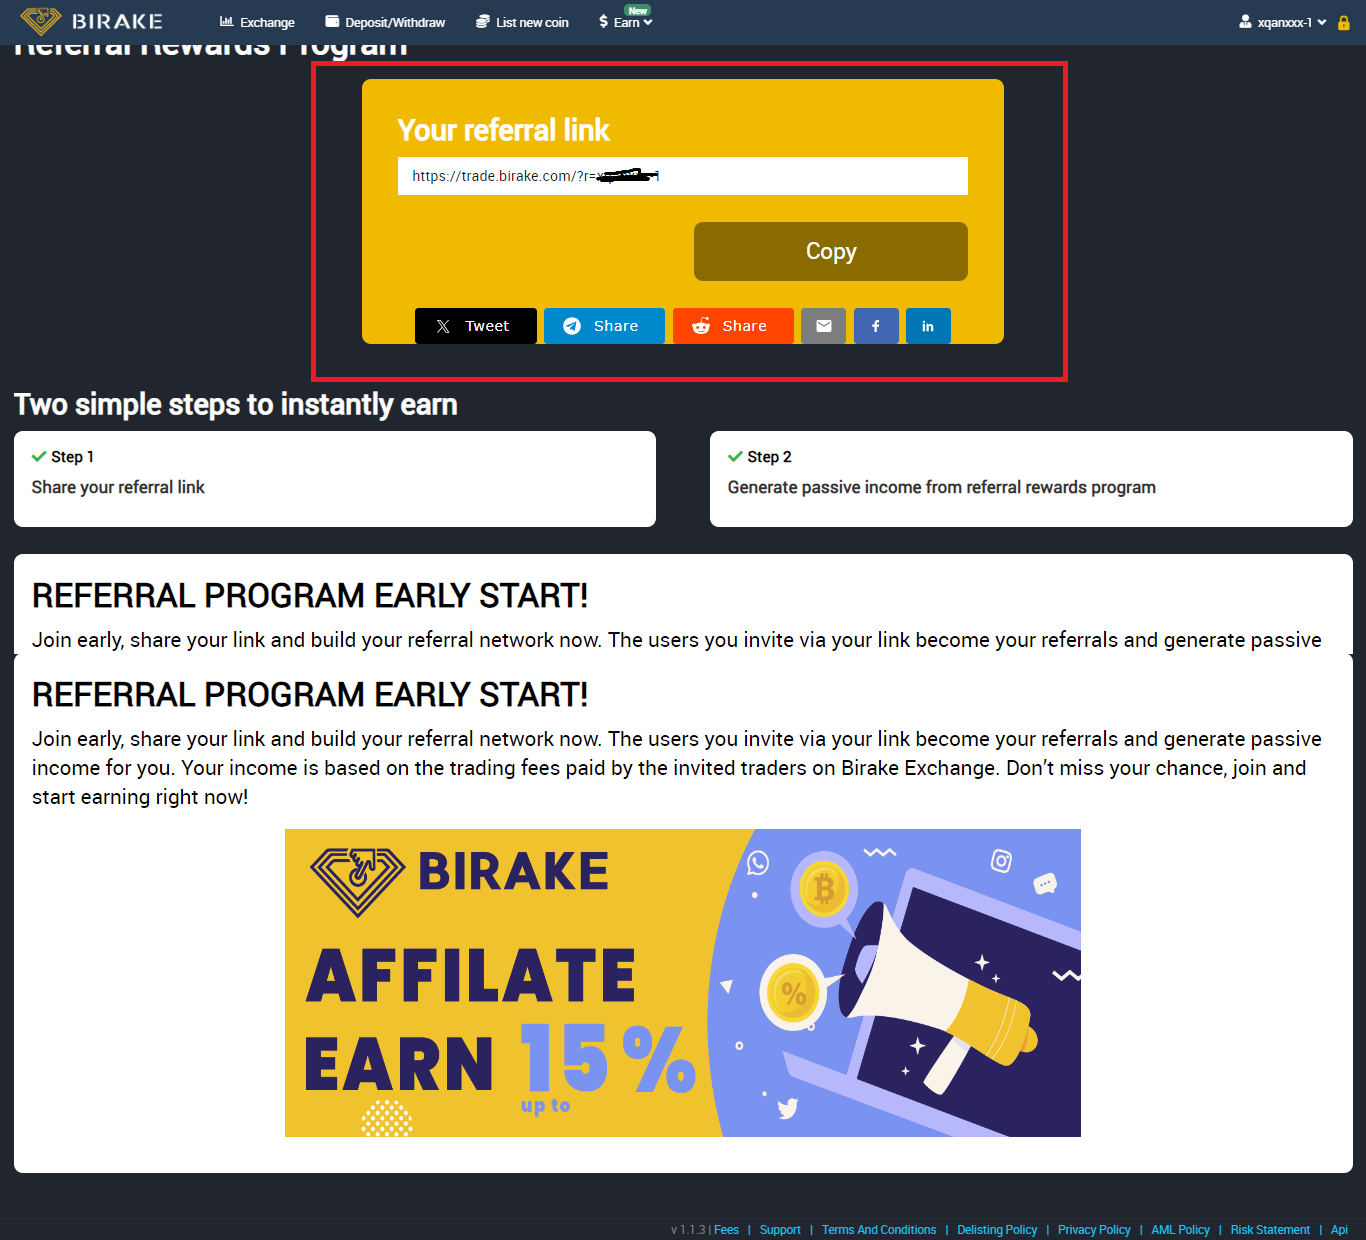 BIRAKE
Exchange
Deposit/Withdraw
List new coin
New
$ Earn
xqanxxx-1
Referral Rewards Program
Your referral link
https://trade.birake.com/?r=
Copy
Tweet
Share
Share
Two simple steps to instantly earn
Step 1
Share your referral link
Step 2
Generate passive income from referral rewards program
REFERRAL PROGRAM EARLY START!
Join early, share your link and build your referral network now. The users you invite via your link become your referrals and generate passive
REFERRAL PROGRAM EARLY START!
Join early, share your link and build your referral network now. The users you invite via your link become your referrals and generate passive
income for you. Your income is based on the trading fees paid by the invited traders on Birake Exchange. Don’t miss your chance, join and
start earning right now!
BIRAKE
AFFILATE
EARN 15%
up to
%
v 1.1.3 | Fees | Support | Terms And Conditions | Delisting Policy | Privacy Policy | AML Policy | Risk Statement | Api